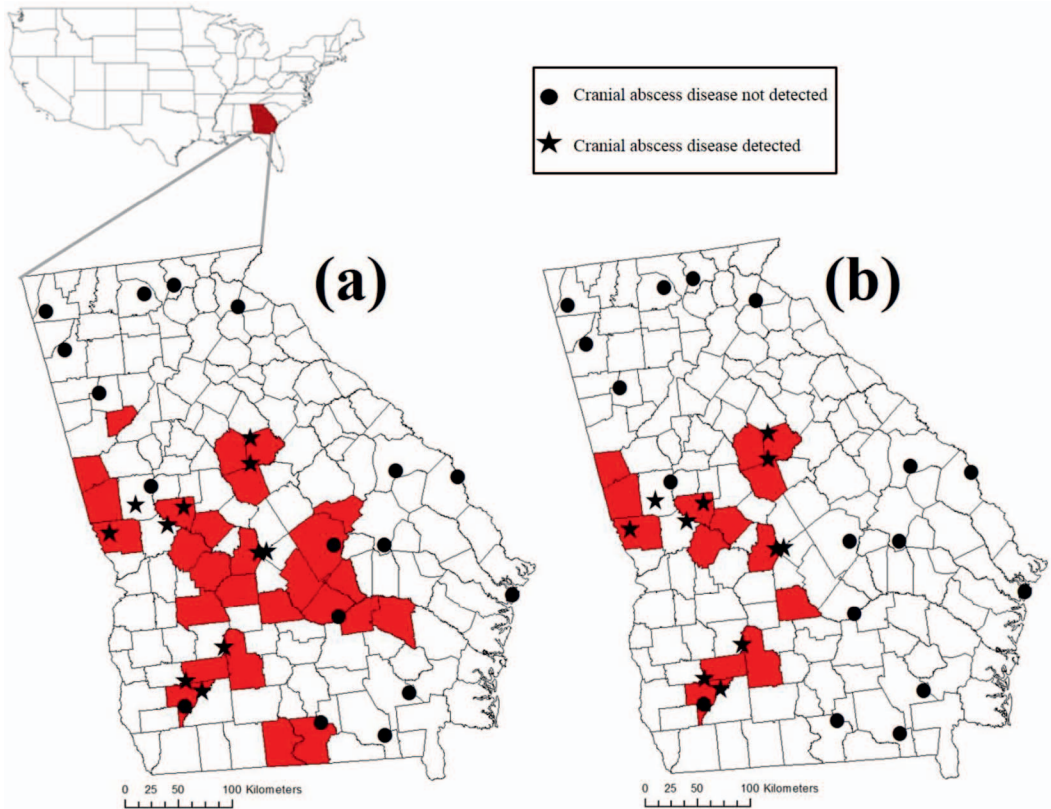 Cranial abscess disease not detected
Cranial abscess disease detected
(a)
(b)
0 25 50 100 Kilometers
0 25 50 100 Kilometers